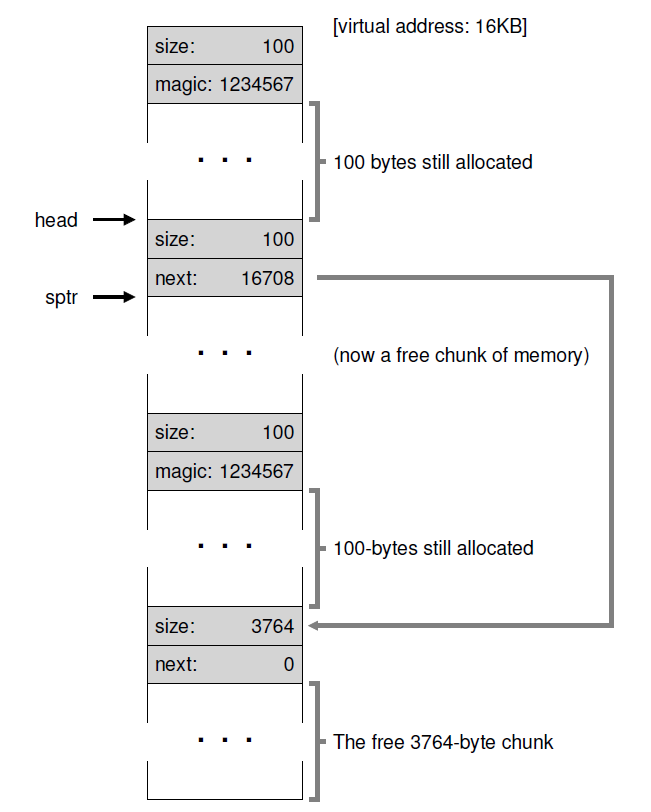 [virtual address: 16KB]
size: 100
magic: 1234567
. . .
100 bytes still allocated
head
size: 100
next: 16708
sptr
. . .
(now a free chunk of memory)
size: 100
magic: 1234567
. . .
100-bytes still allocated
size: 3764
next: 0
. . .
The free 3764-byte chunk